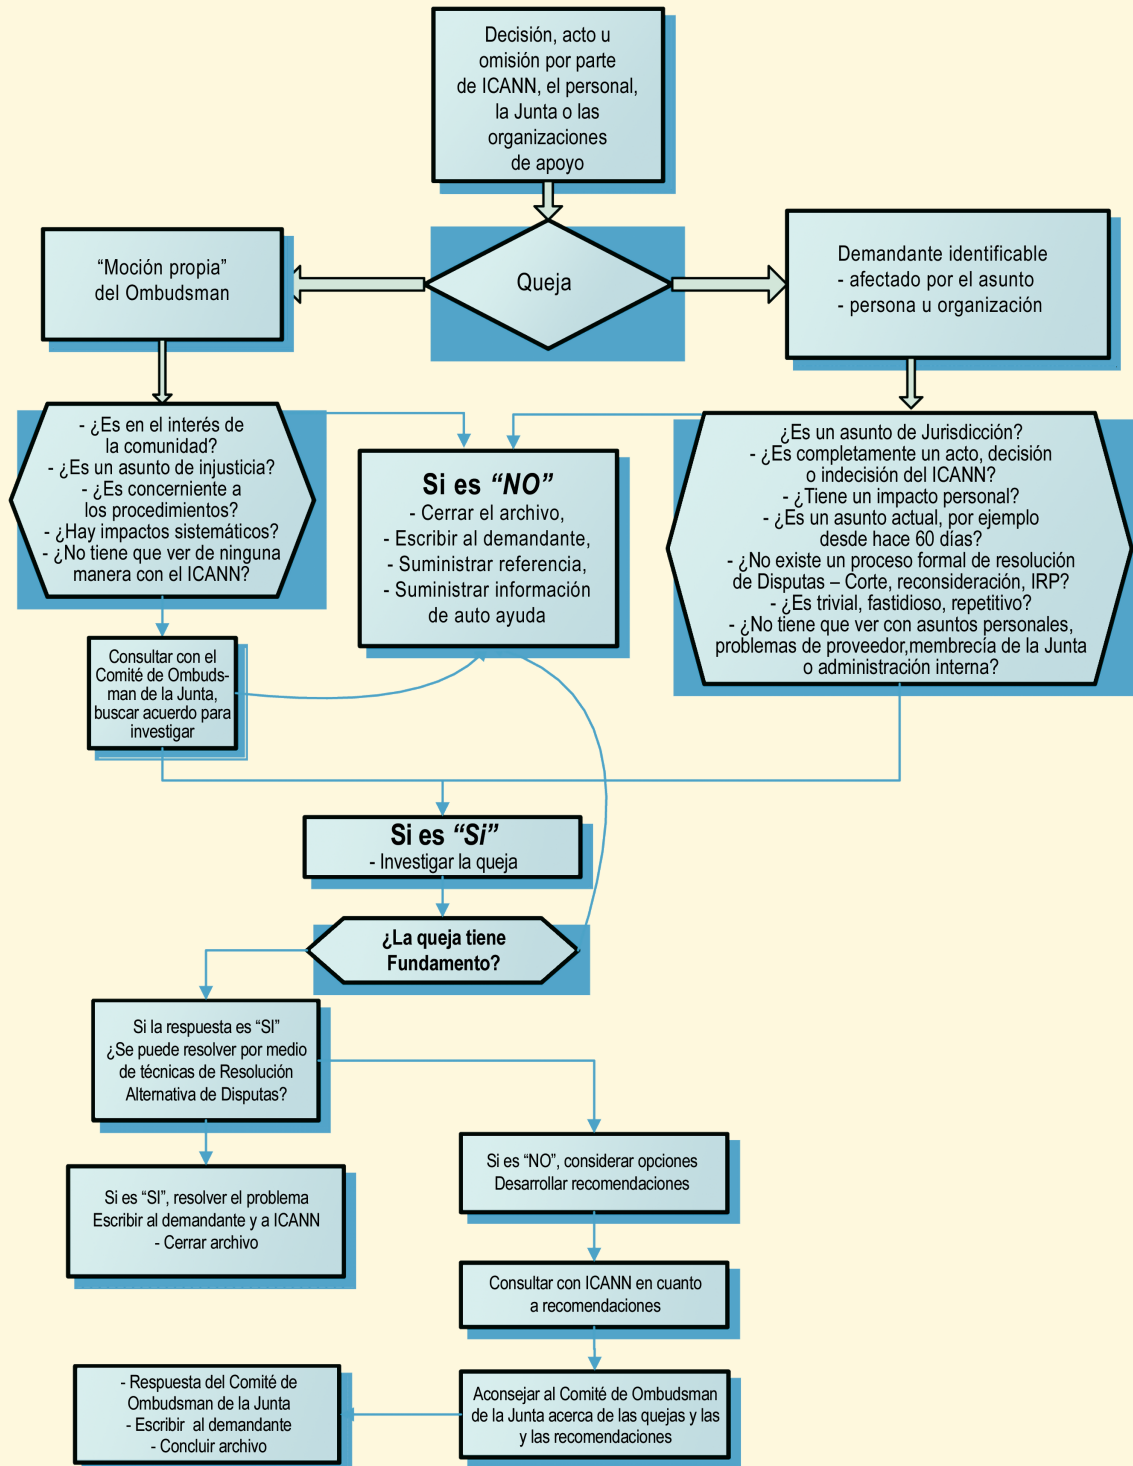 Decisión, acto u
omisión por parte
de ICANN, el personal,
la Junta o las
organizaciones
de apoyo
Queja
“Moción propia”
del Ombudsman
Demandante identificable
- afectado por el asunto
- persona u organización
- ¿Es en el interés de
la comunidad?
- ¿Es un asunto de injusticia?
- ¿Es concerniente a
los procedimientos?
- ¿Hay impactos sistemáticos?
- ¿No tiene que ver de ninguna
manera con el ICANN?
Si es “NO”
- Cerrar el archivo,
- Escribir al demandante,
- Suministrar referencia,
- Suministrar información
de auto ayuda
¿Es un asunto de Jurisdicción?
- ¿Es completamente un acto, decisión
o indecisión del ICANN?
- ¿Tiene un impacto personal?
- ¿Es un asunto actual, por ejemplo
desde hace 60 días?
- ¿No existe un proceso formal de resolución
de Disputas – Corte, reconsideración, IRP?
- ¿Es trivial, fastidioso, repetitivo?
- ¿No tiene que ver con asuntos personales,
problemas de proveedor,membrecía de la Junta
o administración interna?
Consultar con el
Comité de Ombuds-
man de la Junta,
buscar acuerdo para
investigar
Si es “Si”
- Investigar la queja
¿La queja tiene
Fundamento?
Si la respuesta es “SI”
¿Se puede resolver por medio
de técnicas de Resolución
Alternativa de Disputas?
Si es “NO”, considerar opciones
Desarrollar recomendaciones
Si es “SI”, resolver el problema
Escribir al demandante y a ICANN
- Cerrar archivo
Consultar con ICANN en cuanto
a recomendaciones
Aconsejar al Comité de Ombudsman
de la Junta acerca de las quejas y las
y las recomendaciones
- Respuesta del Comité de
Ombudsman de la Junta
- Escribir al demandante
- Concluir archivo